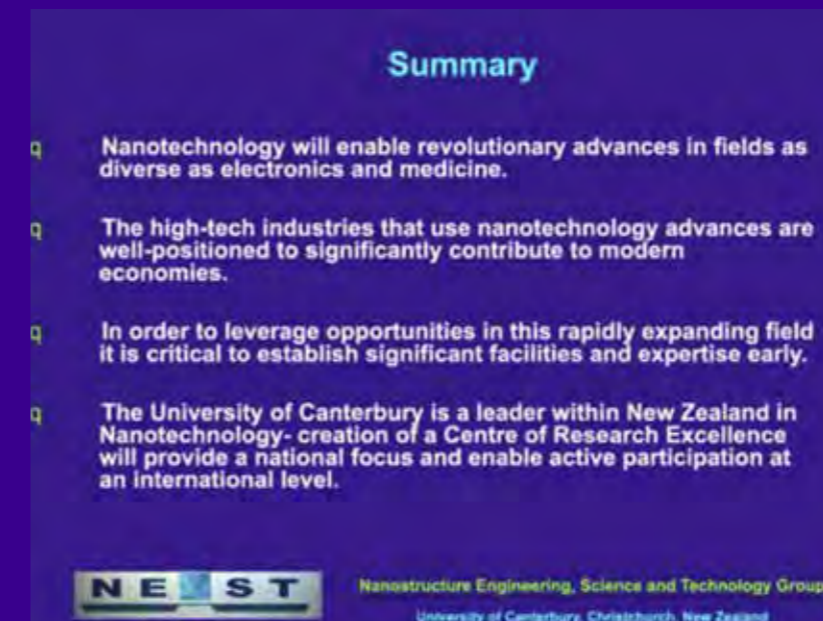 Summary
q Nanotechnology will enable revolutionary advances in fields as
diverse as electronics and medicine.
q The high-tech industries that use nanotechnology advances are
well-positioned to significantly contribute to modern
economies.
q In order to leverage opportunities in this rapidly expanding field
it is critical to establish significant facilities and expertise early.
q The University of Canterbury is a leader within New Zealand in
Nanotechnology- creation of a Centre of Research Excellence
will provide a national focus and enable active participation at
an international level.
NEST
Nanostructure Engineering, Science and Technology Group
University of Canterbury, Christchurch, New Zealand